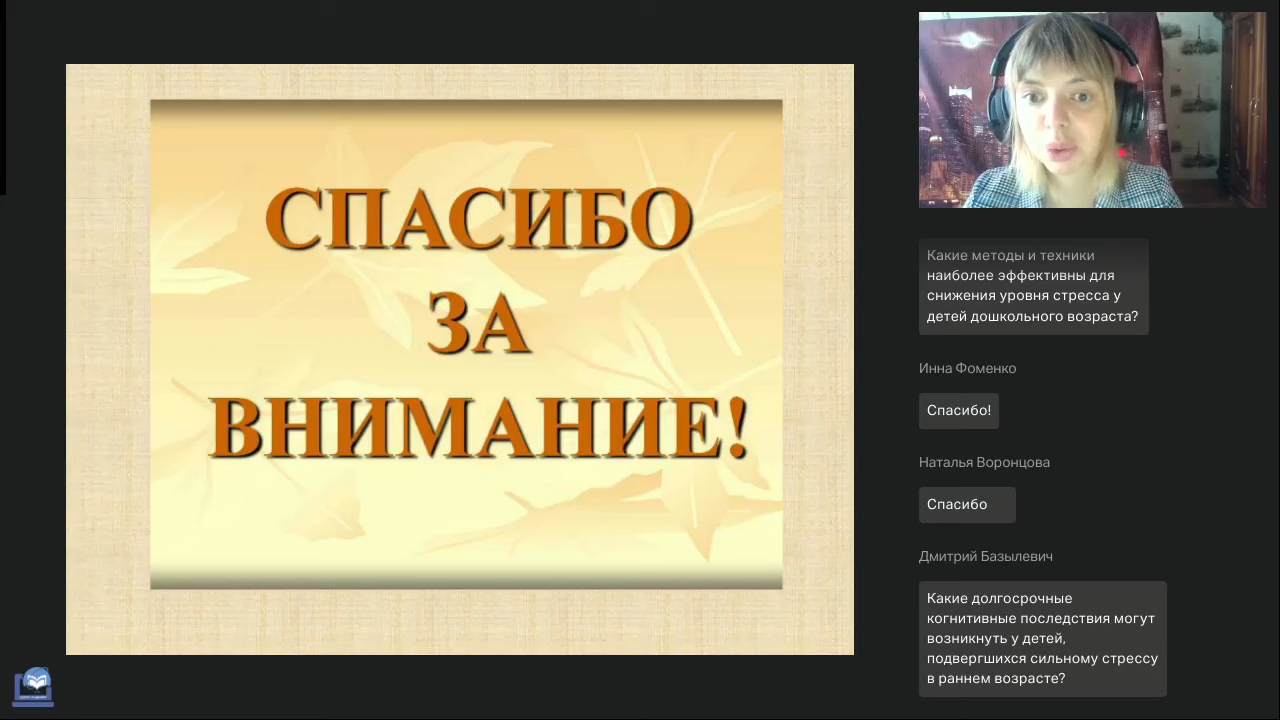 СПАСИБО
ЗА
ВНИМАНИЕ!
Какие методы и техники
наиболее эффективны для
снижения уровня стресса у
детей дошкольного возраста?
Инна Фоменко
Спасибо!
Наталья Воронцова
Спасибо
Дмитрий Базылевич
Какие долгосрочные
когнитивные последствия могут
возникнуть у детей,
подвергшихся сильному стрессу
в раннем возрасте?